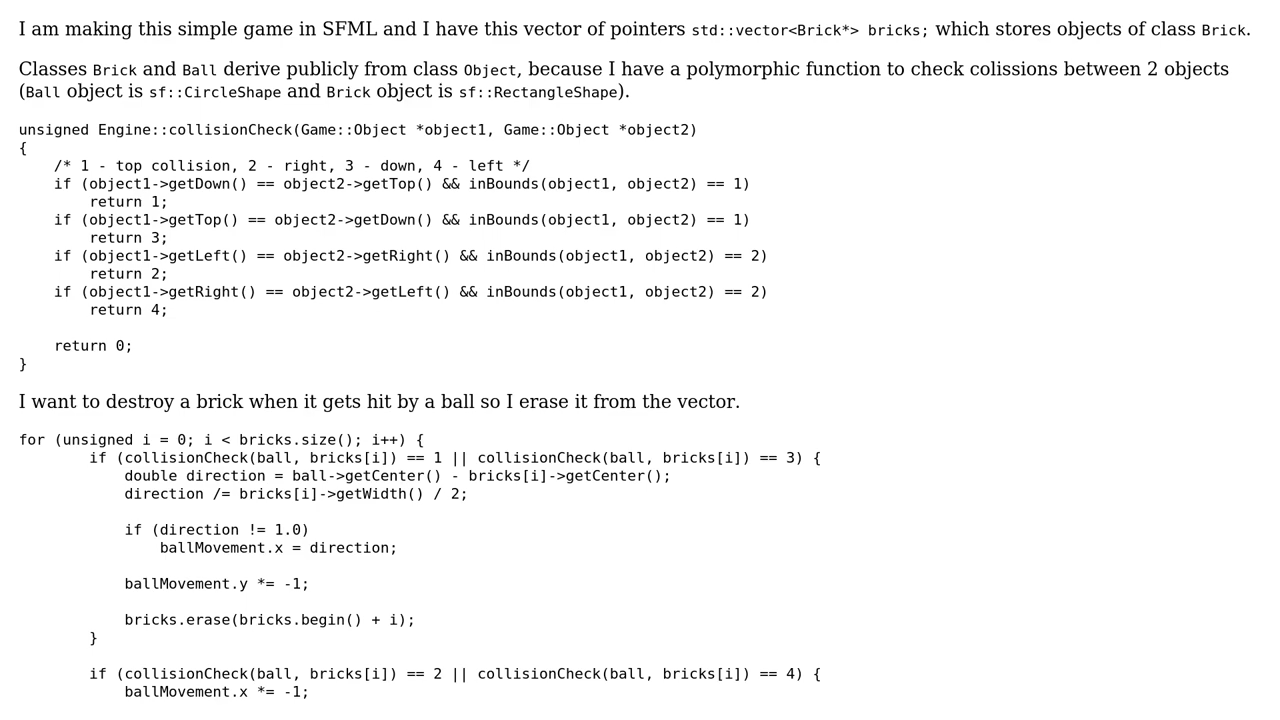 I am making this simple game in SFML and I have this vector of pointers std::vector<Brick*> bricks; which stores objects of class Brick.
Classes Brick and Ball derive publicly from class Object, because I have a polymorphic function to check colissions between 2 objects
(Ball object is sf::CircleShape and Brick object is sf::RectangleShape).
unsigned Engine::collisionCheck(Game::Object *object1, Game::Object *object2)
{
    /* 1 - top collision, 2 - right, 3 - down, 4 - left */
    if (object1->getDown() == object2->getTop() && inBounds(object1, object2) == 1)
        return 1;
    if (object1->getTop() == object2->getDown() && inBounds(object1, object2) == 1)
        return 3;
    if (object1->getLeft() == object2->getRight() && inBounds(object1, object2) == 2)
        return 2;
    if (object1->getRight() == object2->getLeft() && inBounds(object1, object2) == 2)
        return 4;

    return 0;
}
I want to destroy a brick when it gets hit by a ball so I erase it from the vector.
for (unsigned i = 0; i < bricks.size(); i++) {
        if (collisionCheck(ball, bricks[i]) == 1 || collisionCheck(ball, bricks[i]) == 3) {
            double direction = ball->getCenter() - bricks[i]->getCenter();
            direction /= bricks[i]->getWidth() / 2;

            if (direction != 1.0)
                ballMovement.x = direction;

            ballMovement.y *= -1;

            bricks.erase(bricks.begin() + i);
        }

        if (collisionCheck(ball, bricks[i]) == 2 || collisionCheck(ball, bricks[i]) == 4) {
            ballMovement.x *= -1;